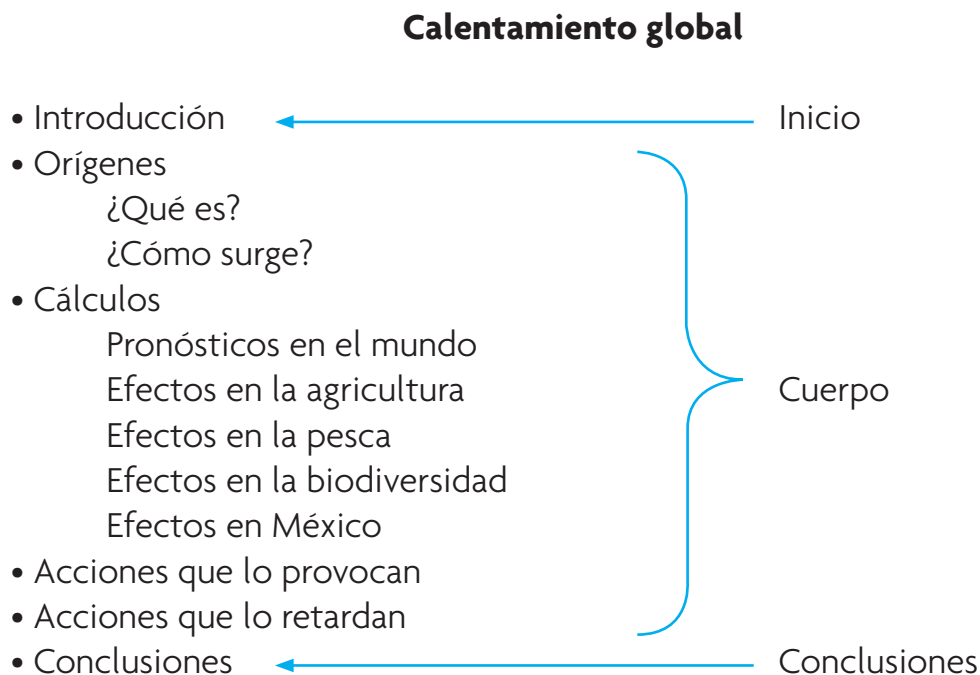 Calentamiento global
• Introducción Inicio
• Orígenes
¿Qué es?
¿Cómo surge?
• Cálculos
Pronósticos en el mundo
Efectos en la agricultura Cuerpo
Efectos en la pesca
Efectos en la biodiversidad
Efectos en México
• Acciones que lo provocan
• Acciones que lo retardan
• Conclusiones Conclusiones